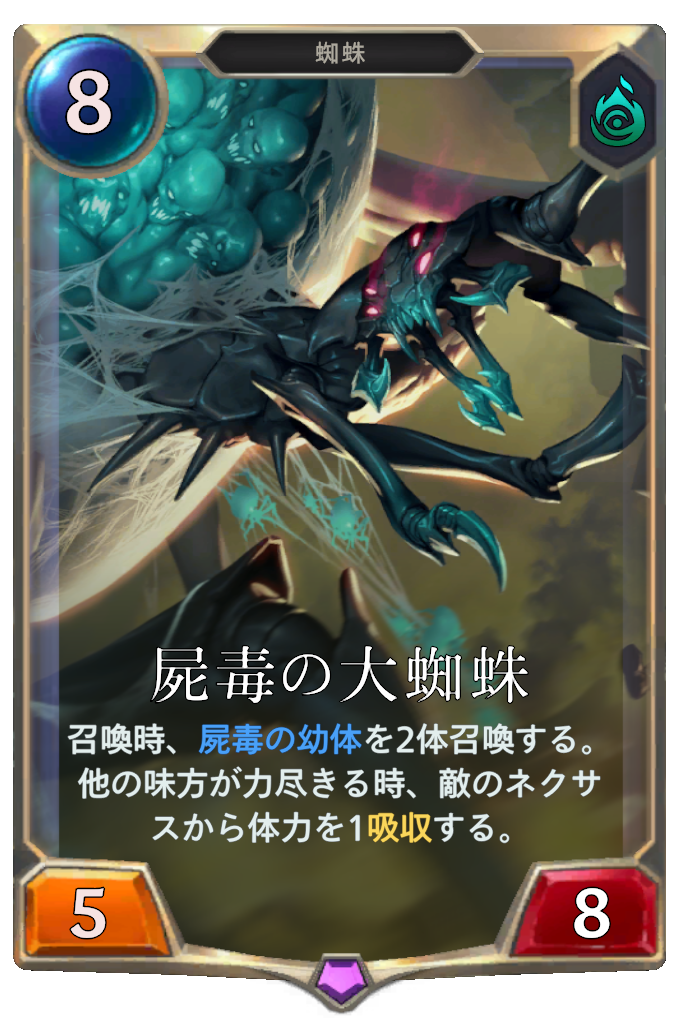 8
蜘蛛
屍毒の大蜘蛛
召喚時、屍毒の幼体を2体召喚する。
他の味方が力尽きる時、敵のネクサ
スから体力を1吸収する。
5
8